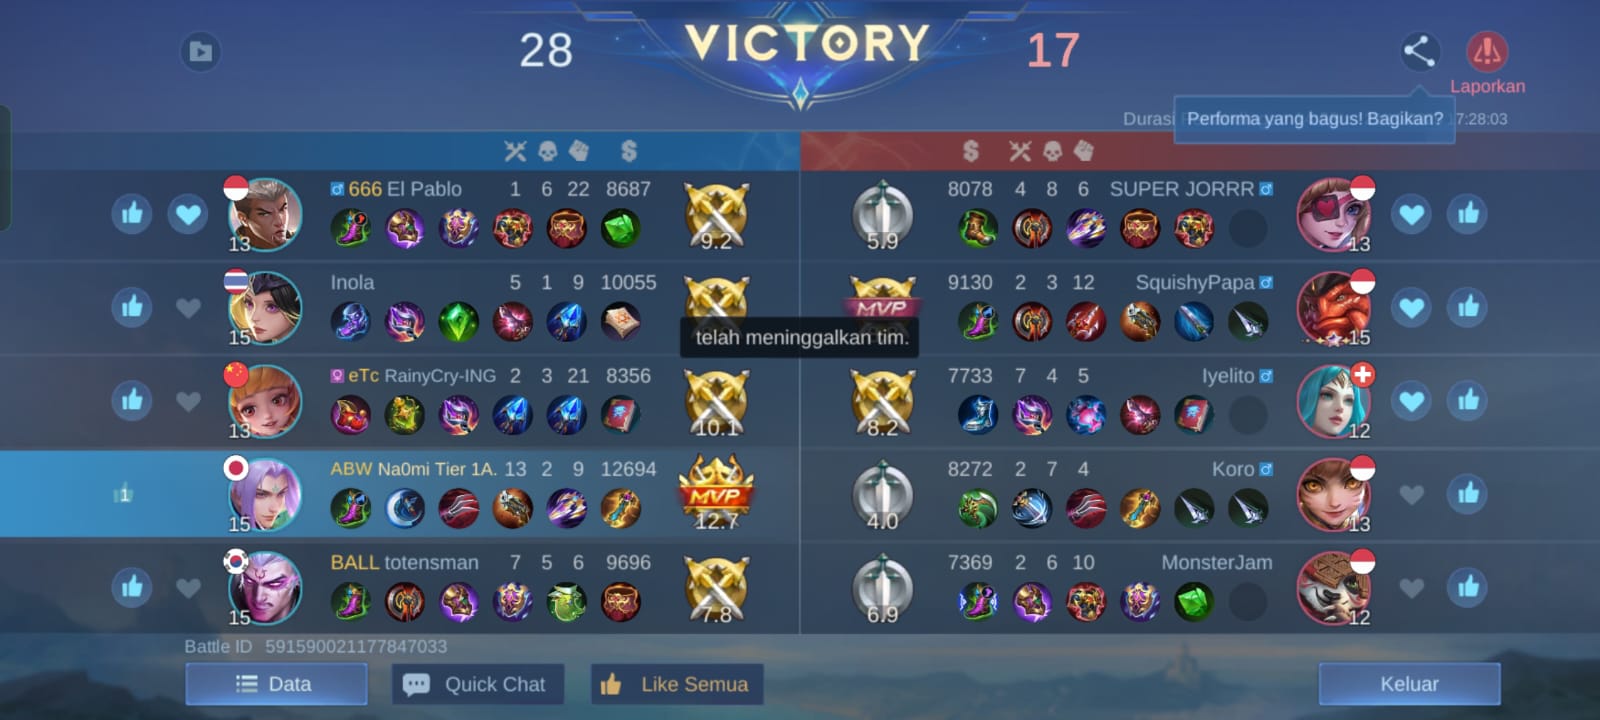 28 VICTORY 17
Laporkan
Durasi Performa yang bagus! Bagikan? 17:28:03
666 El Pablo 1 6 22 8687
13 9.2
8078 4 8 6 SUPER JORRR
5.9 13
Inola 5 1 9 10055
15
9130 2 3 12 SquishyPapa
MVP
15
telah meninggalkan tim.
eTc RainyCry-ING 2 3 21 8356
13 10.1
7733 7 4 5 Iyelito
8.2 12
ABW Na0mi Tier 1A. 13 2 9 12694
1 MVP
15 12.7
8272 2 7 4 Koro
4.0 13
BALL totensman 7 5 6 9696
15 7.8
7369 2 6 10 MonsterJam
6.9 12
Battle ID 591590021177847033
Data
Quick Chat
Like Semua
Keluar